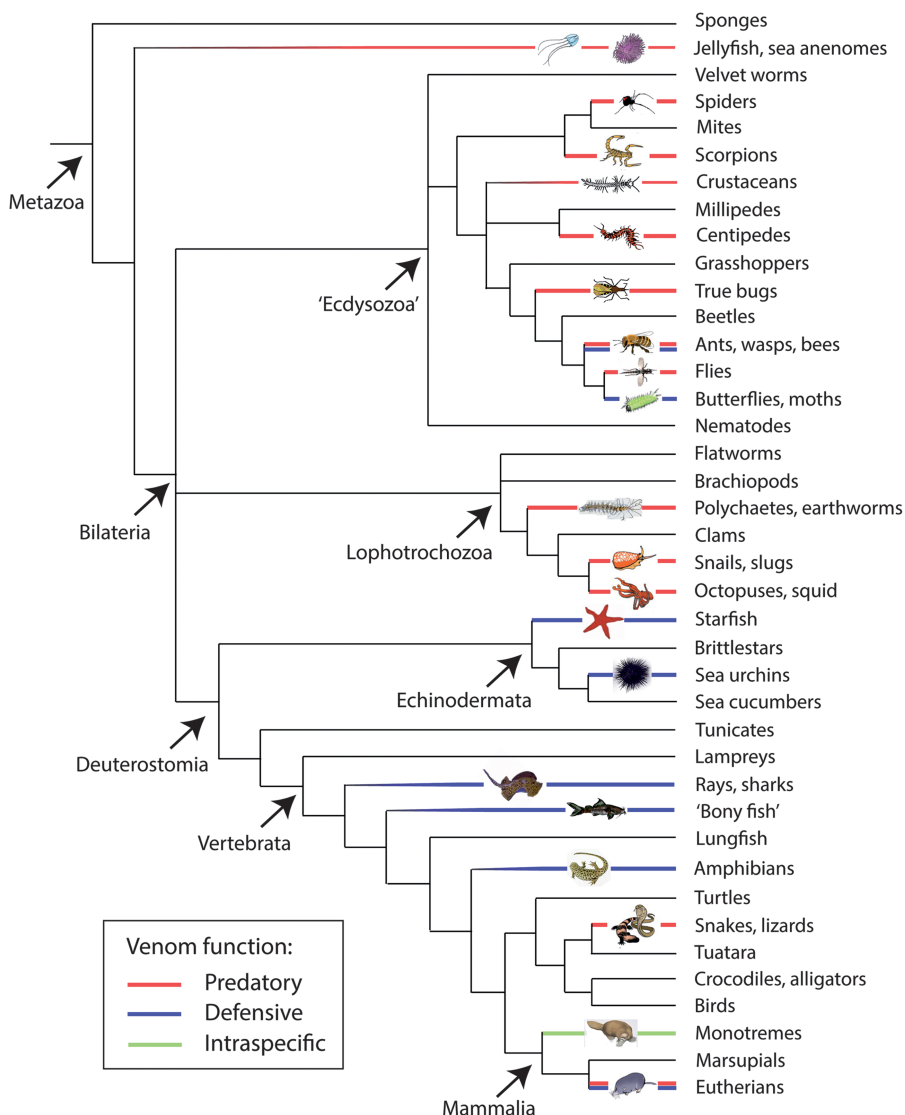 Sponges
Jellyfish, sea anenomes
Velvet worms
Spiders
Mites
Scorpions
Crustaceans
Millipedes
Centipedes
Grasshoppers
True bugs
Beetles
Ants, wasps, bees
Flies
Butterflies, moths
Nematodes
Flatworms
Brachiopods
Polychaetes, earthworms
Clams
Snails, slugs
Octopuses, squid
Starfish
Brittlestars
Sea urchins
Sea cucumbers
Tunicates
Lampreys
Rays, sharks
‘Bony fish’
Lungfish
Amphibians
Turtles
Snakes, lizards
Tuatara
Crocodiles, alligators
Birds
Monotremes
Marsupials
Eutherians
Metazoa
‘Ecdysozoa’
Bilateria
Lophotrochozoa
Echinodermata
Deuterostomia
Vertebrata
Mammalia
Venom function:
Predatory
Defensive
Intraspecific